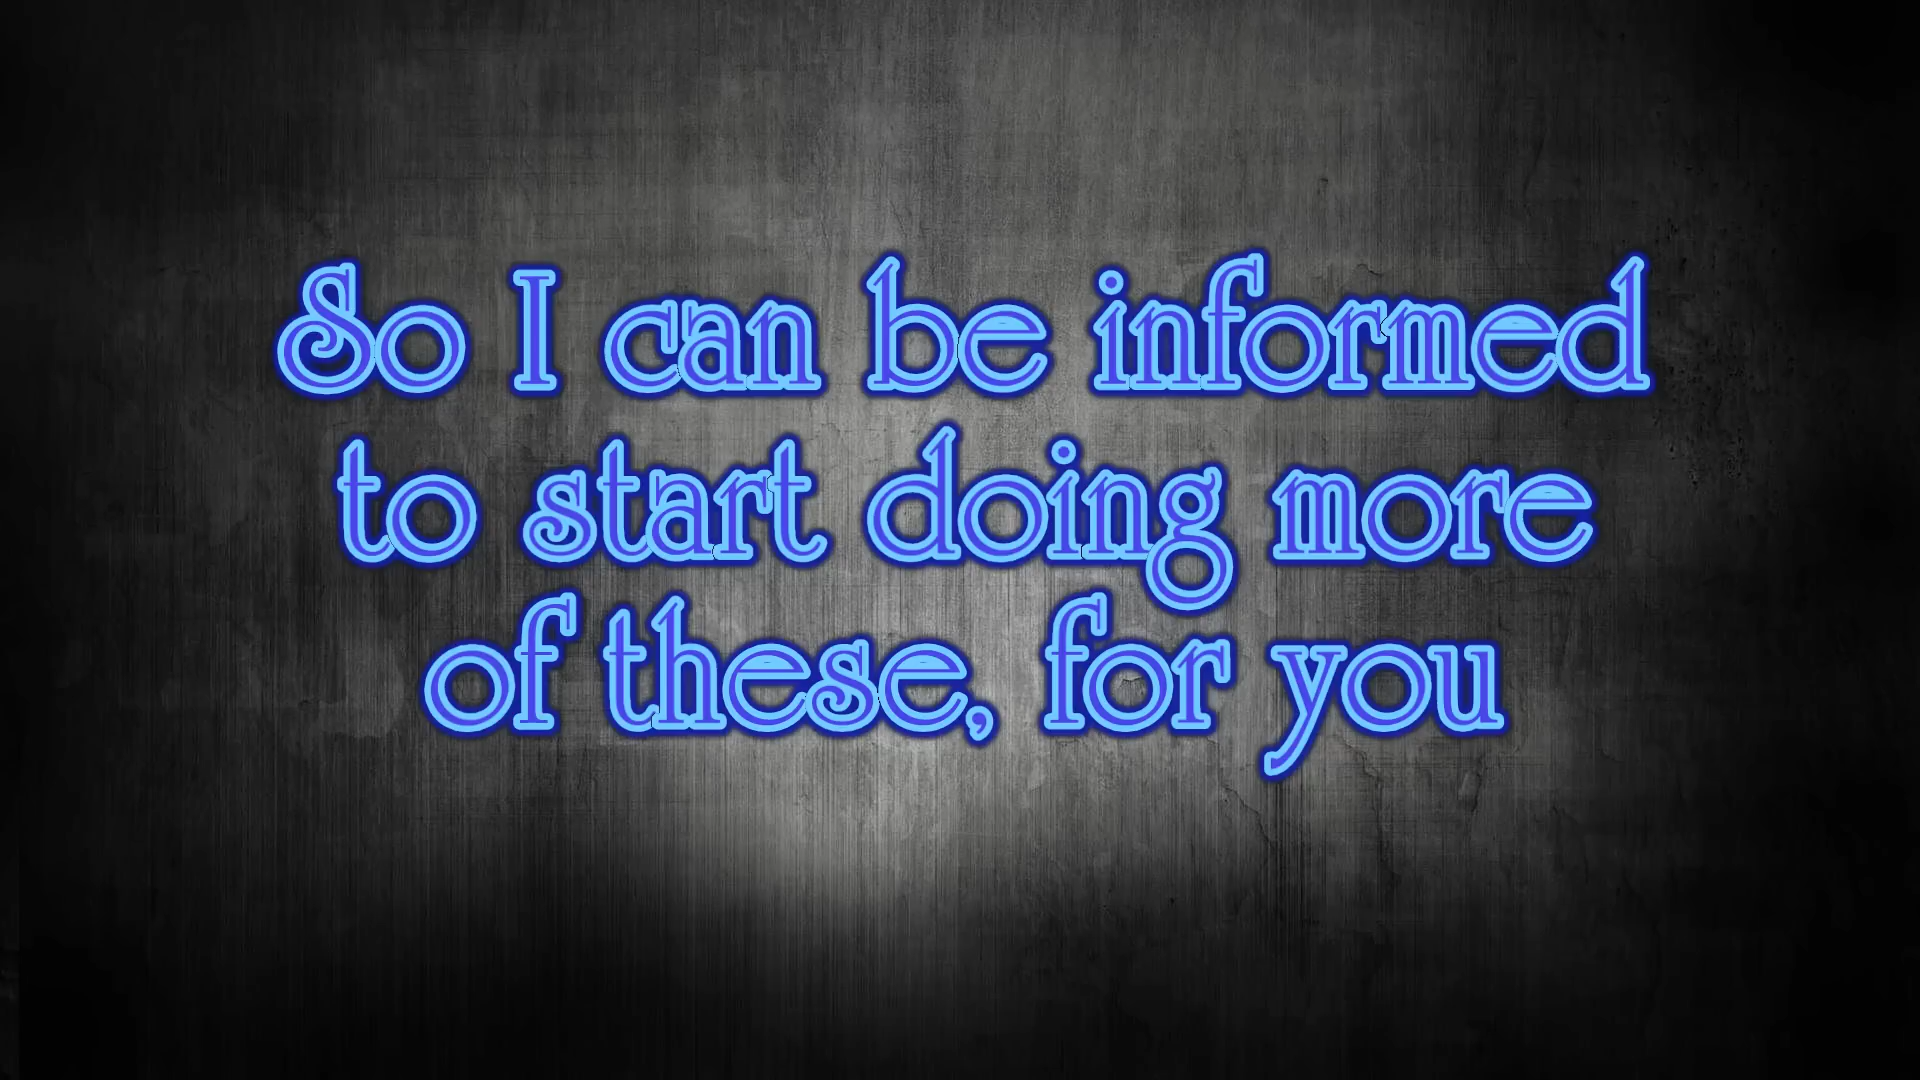 So I can be informed
to start doing more
of these, for you